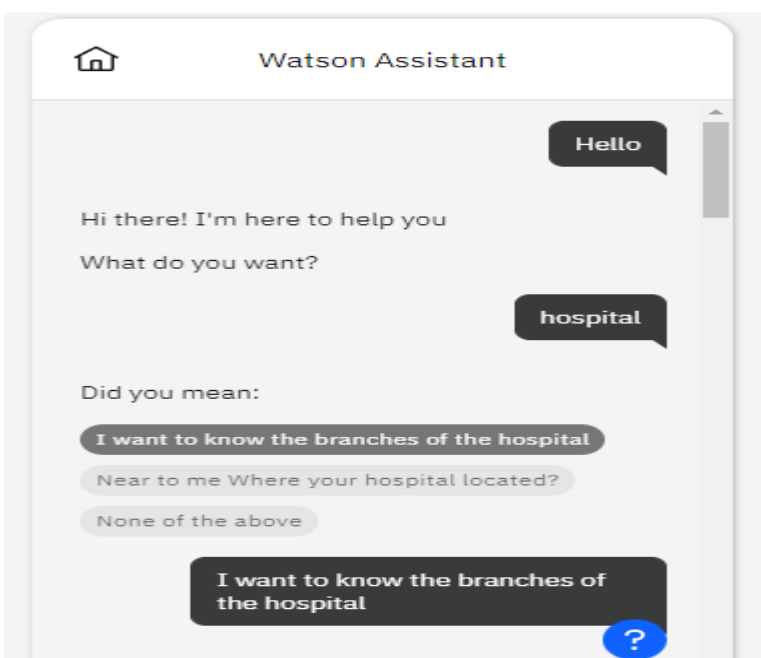 Watson Assistant
Hello
Hi there! I'm here to help you
What do you want?
hospital
Did you mean:
I want to know the branches of the hospital
Near to me Where your hospital located?
None of the above
I want to know the branches of
the hospital
?